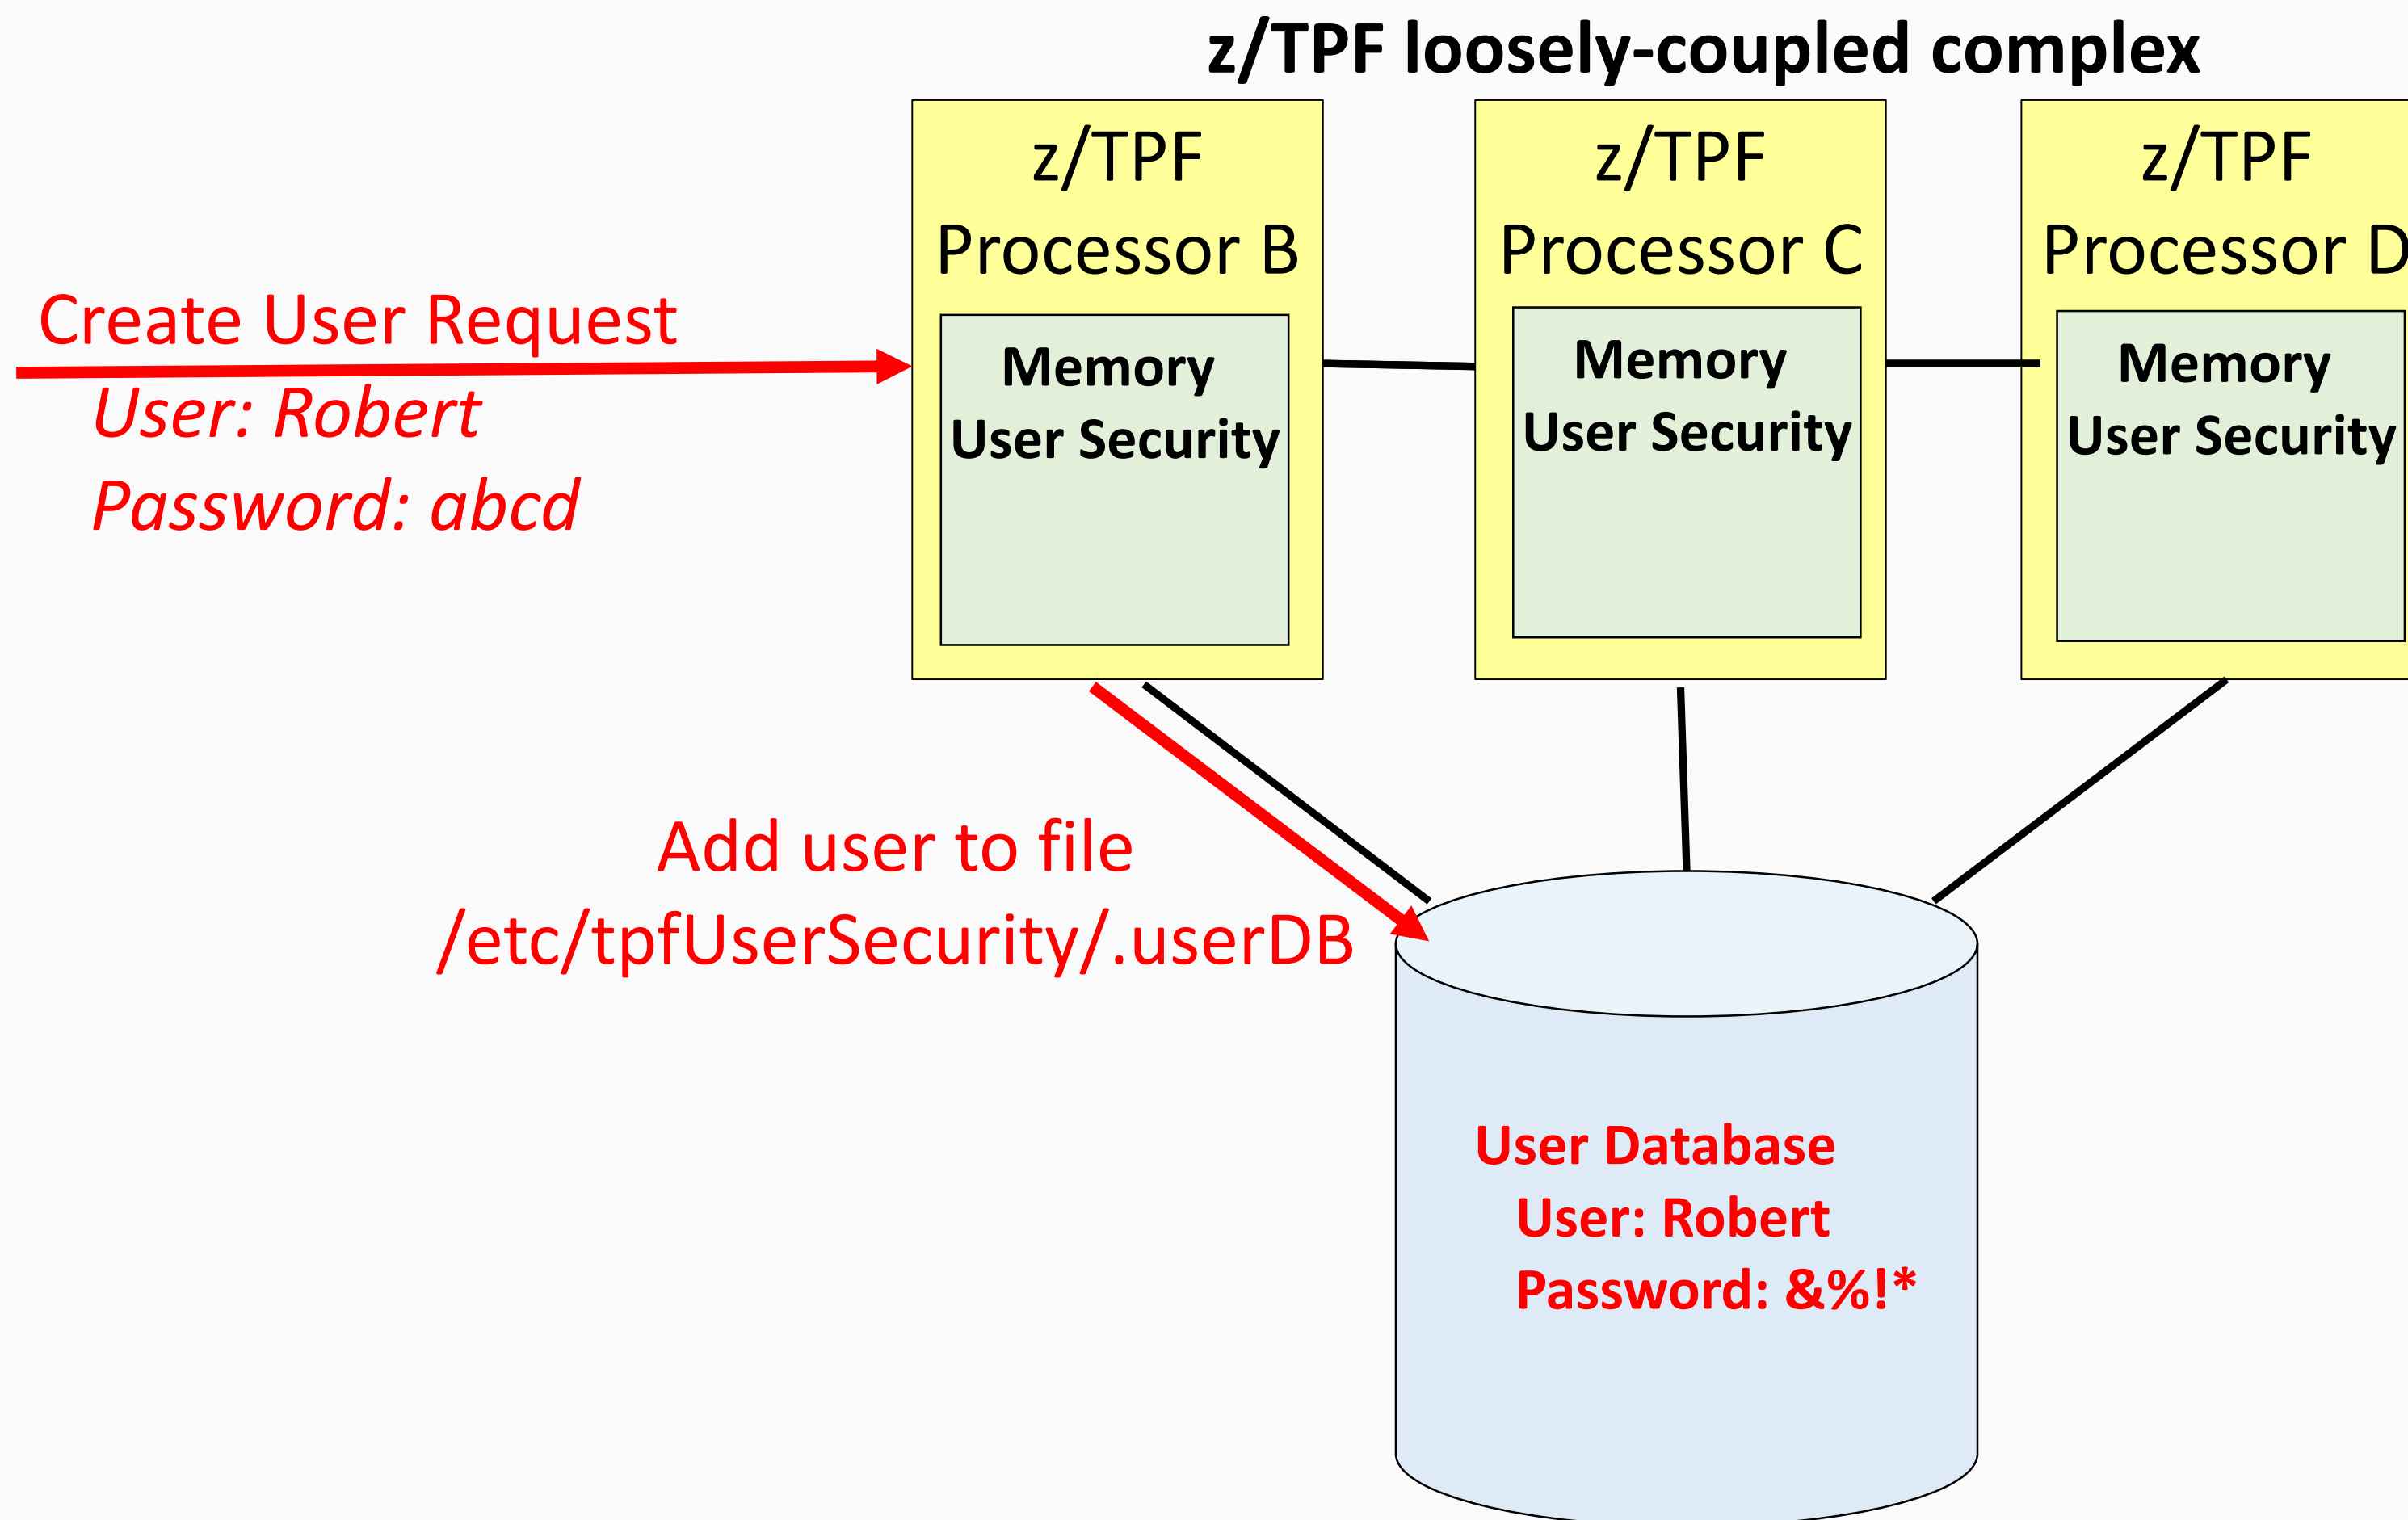 z/TPF loosely-coupled complex
z/TPF
Processor B
Memory
User Security
z/TPF
Processor C
Memory
User Security
z/TPF
Processor D
Memory
User Security
Create User Request
User: Robert
Password: abcd
Add user to file
/etc/tpfUserSecurity/.userDB
User Database
User: Robert
Password: &%!*